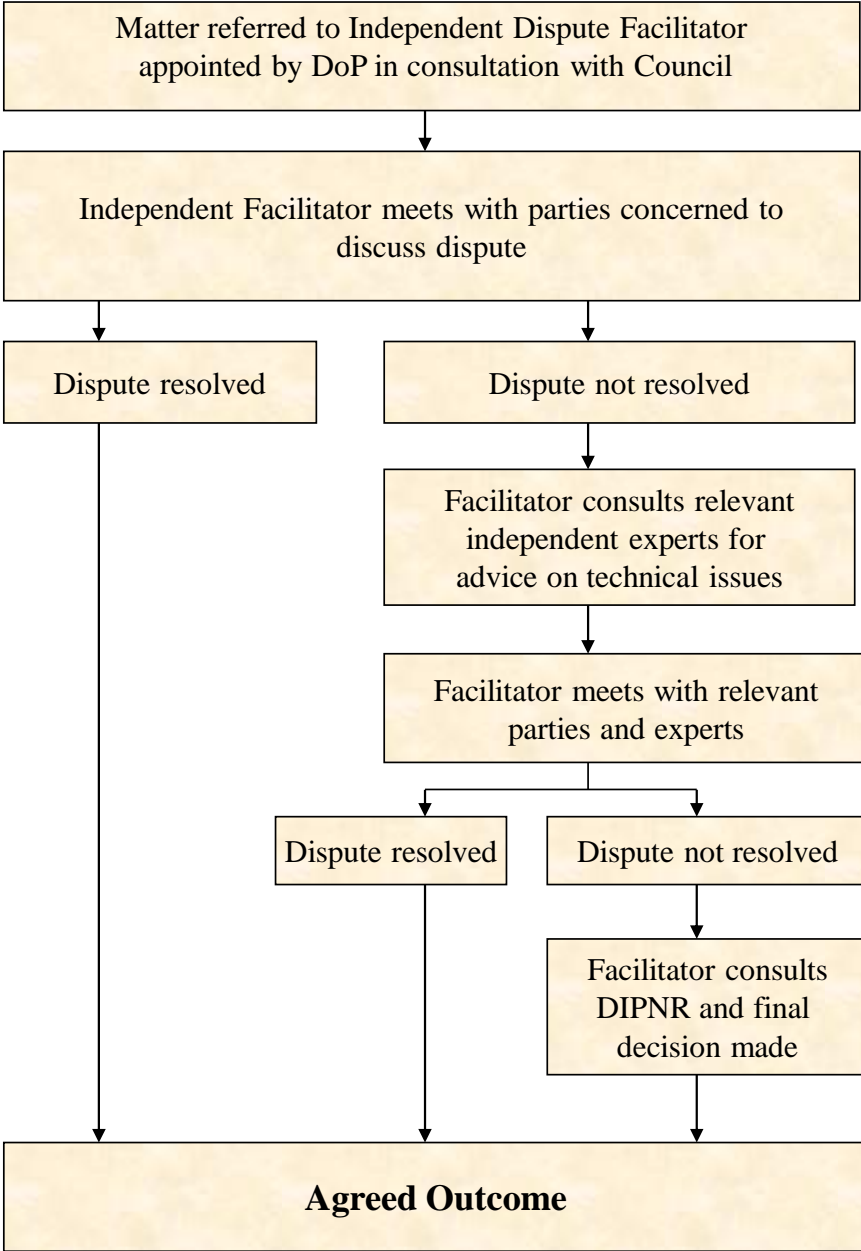 Matter referred to Independent Dispute Facilitator
appointed by DoP in consultation with Council
Independent Facilitator meets with parties concerned to
discuss dispute
Dispute resolved
Dispute not resolved
Facilitator consults relevant
independent experts for
advice on technical issues
Facilitator meets with relevant
parties and experts
Dispute resolved
Dispute not resolved
Facilitator consults
DIPNR and final
decision made
Agreed Outcome